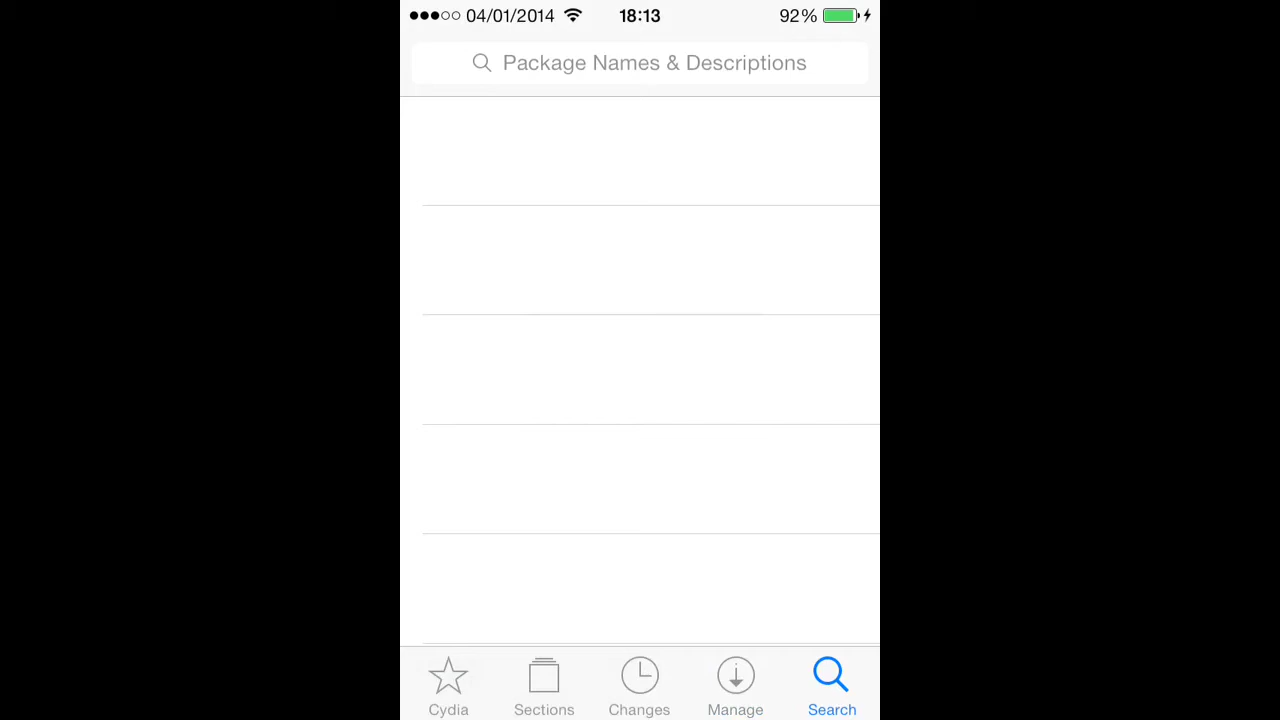 04/01/2014 18:13 92%
Package Names & Descriptions
Cydia Sections Changes Manage Search